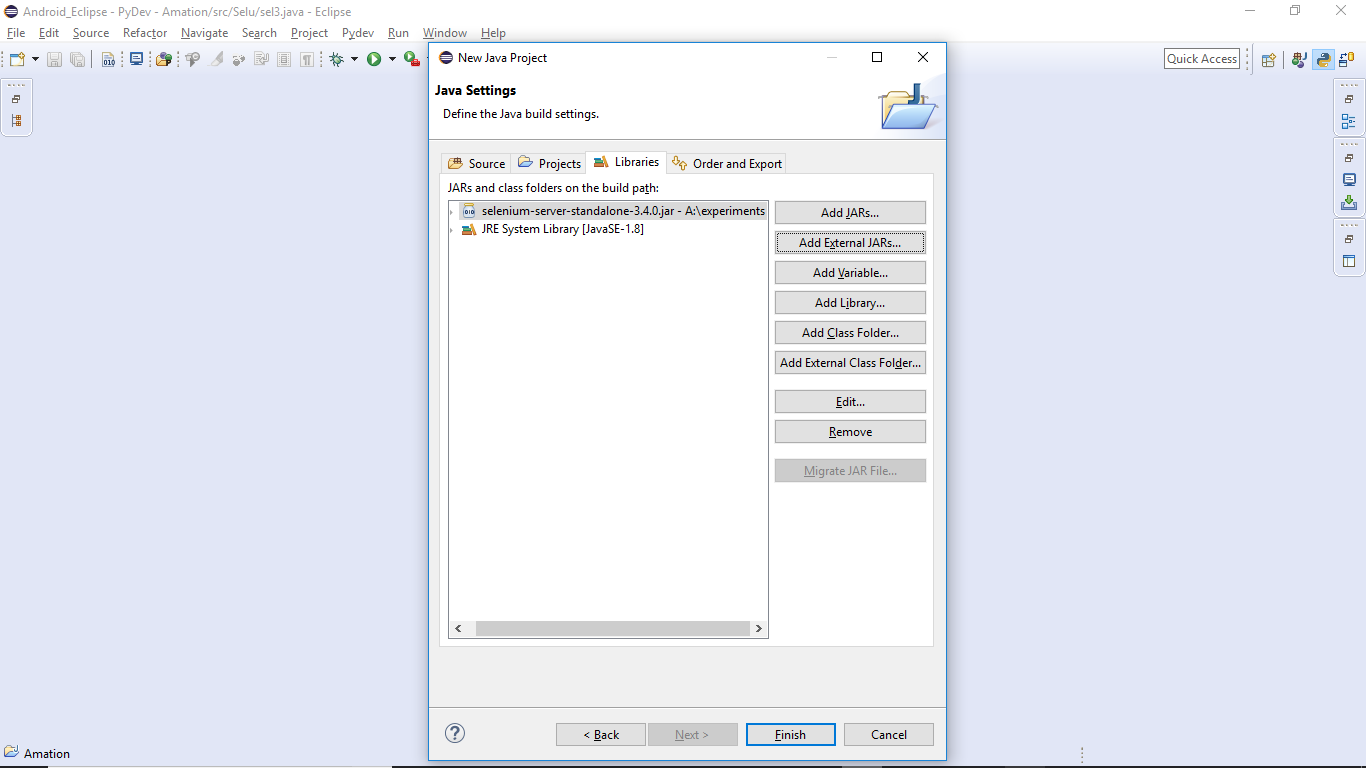 Android_Eclipse - PyDev - Amation/src/Selu/sel3.java - Eclipse
File Edit Source Refactor Navigate Search Project Pydev Run Window Help
Quick Access
New Java Project
Java Settings
Define the Java build settings.
Source Projects Libraries Order and Export
JARs and class folders on the build path:
selenium-server-standalone-3.4.0.jar - A:\experiments
JRE System Library [JavaSE-1.8]
Add JARs...
Add External JARs...
Add Variable...
Add Library...
Add Class Folder...
Add External Class Folder...
Edit...
Remove
Migrate JAR File...
< Back Next > Finish Cancel
Amation